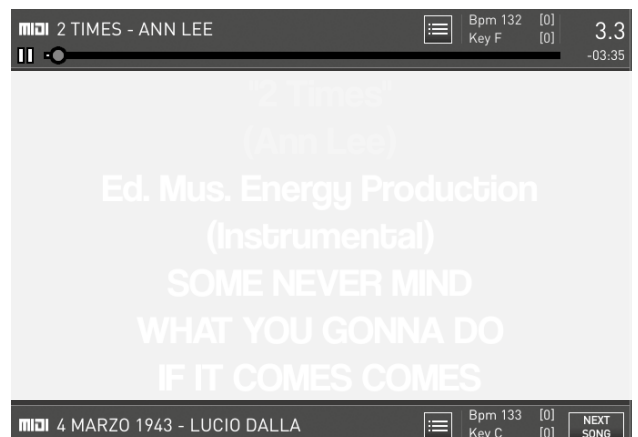 MIDI 2 TIMES - ANN LEE
Bpm 132 [0]
Key F [0]
3.3
-03:35
"2 Times"
(Ann Lee)
Ed. Mus. Energy Production
(Instrumental)
SOME NEVER MIND
WHAT YOU GONNA DO
IF IT COMES COMES
MIDI 4 MARZO 1943 - LUCIO DALLA
Bpm 133 [0]
Key C [0]
NEXT
SONG